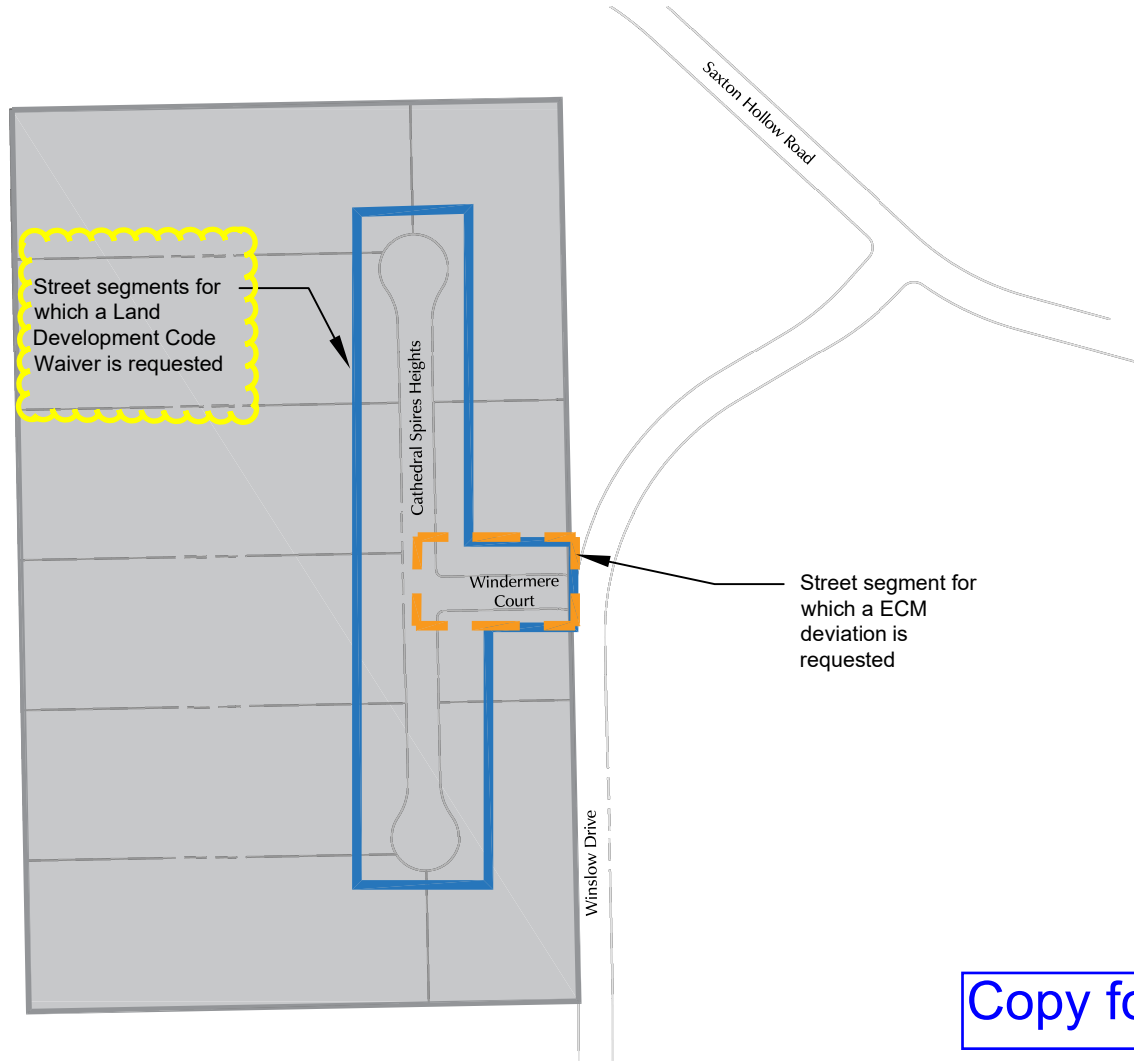 Saxton Hollow Road
Street segments for
which a Land
Development Code
Waiver is requested
Cathedral Spires Heights
Windermere
Court
Street segment for
which a ECM
deviation is
requested
Winslow Drive
Copy fo